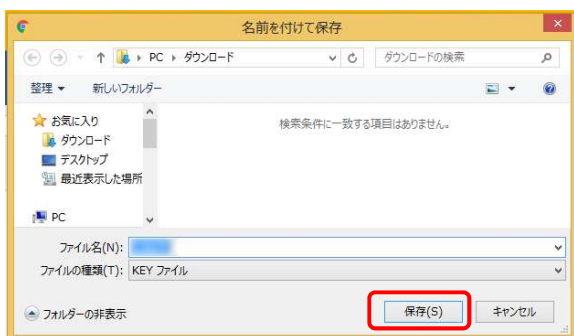 名前を付けて保存
PC ▸ ダウンロード
ダウンロードの検索
整理 ▼ 新しいフォルダー
お気に入り
ダウンロード
デスクトップ
最近表示した場所
PC
検索条件に一致する項目はありません。
ファイル名(N):
ファイルの種類(T): KEY ファイル
フォルダーの非表示
保存(S)
キャンセル